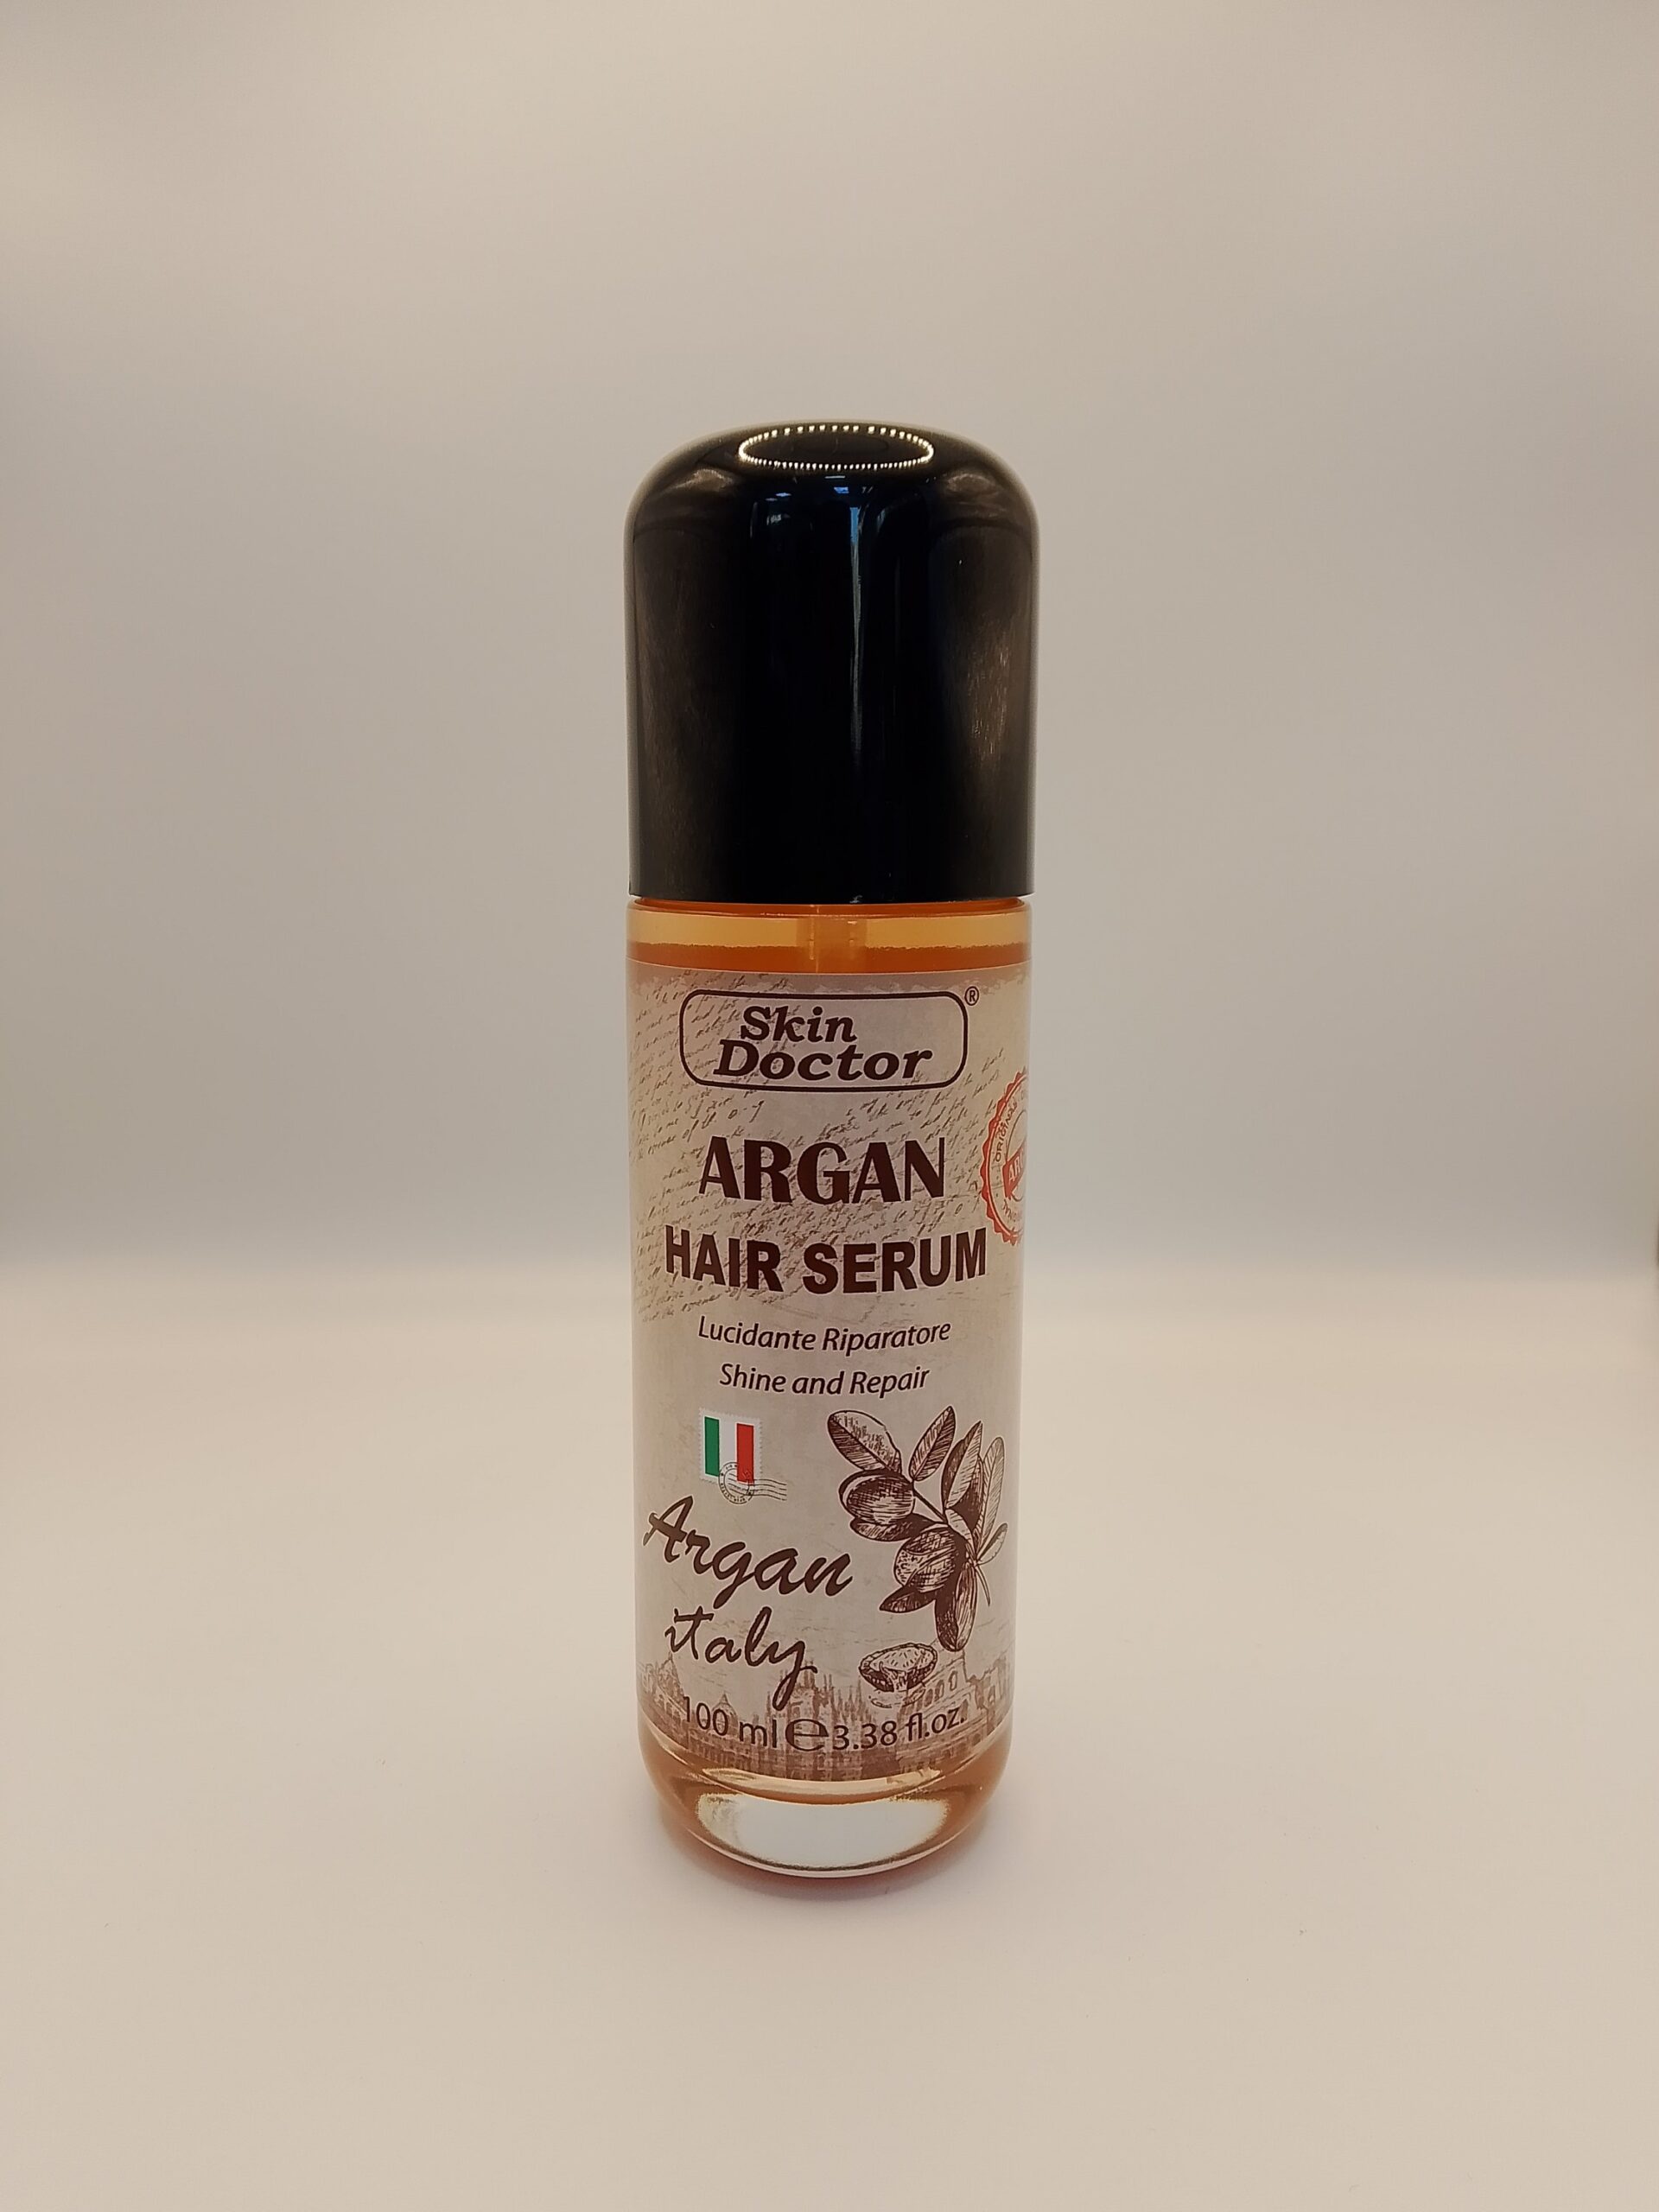 Skin
Doctor®
ARGAN
HAIR SERUM
Lucidante Riparatore
Shine and Repair
Argan
italy
100 ml ℮ 3.38 fl.oz.